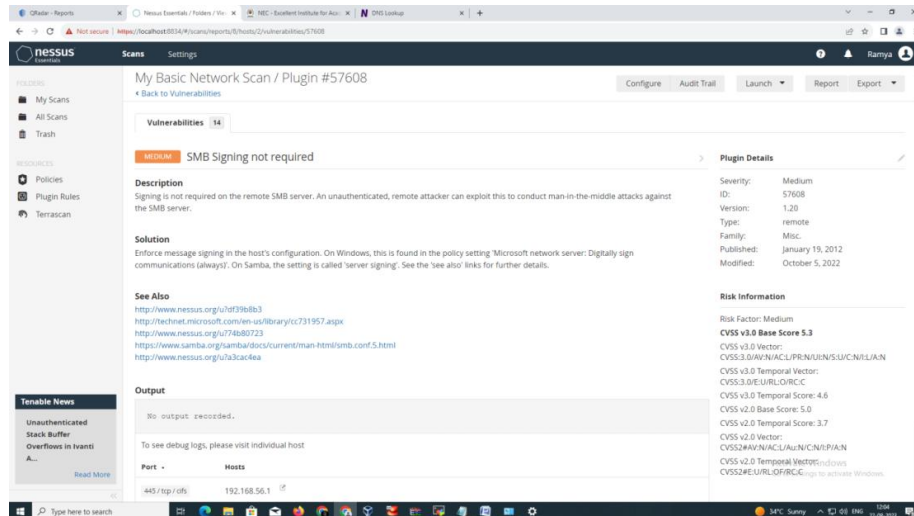 QRadar - Reports
Nessus Essentials / Folders / Vie
NEC - Excellent Institute for Acc
DNS Lookup
Not secure | https://localhost:8834/#/scans/reports/8/hosts/2/vulnerabilities/57608
nessus Essentials
Scans Settings
Ramya
FOLDERS
My Scans
All Scans
Trash
RESOURCES
Policies
Plugin Rules
Terrascan
Tenable News
Unauthenticated
Stack Buffer
Overflows in Ivanti
A...
Read More
My Basic Network Scan / Plugin #57608
Back to Vulnerabilities
Configure Audit Trail Launch Report Export
Vulnerabilities 14
MEDIUM SMB Signing not required
Description
Signing is not required on the remote SMB server. An unauthenticated, remote attacker can exploit this to conduct man-in-the-middle attacks against
the SMB server.
Solution
Enforce message signing in the host's configuration. On Windows, this is found in the policy setting 'Microsoft network server: Digitally sign
communications (always)'. On Samba, the setting is called 'server signing'. See the 'see also' links for further details.
See Also
http://www.nessus.org/u?df39b8b3
http://technet.microsoft.com/en-us/library/cc731957.aspx
http://www.nessus.org/u?74b80723
https://www.samba.org/samba/docs/current/man-html/smb.conf.5.html
http://www.nessus.org/u?a3cac4ea
Output
No output recorded.
To see debug logs, please visit individual host
Port Hosts
445 / tcp / cifs 192.168.56.1
Plugin Details
Severity: Medium
ID: 57608
Version: 1.20
Type: remote
Family: Misc.
Published: January 19, 2012
Modified: October 5, 2022
Risk Information
Risk Factor: Medium
CVSS v3.0 Base Score 5.3
CVSS v3.0 Vector:
CVSS:3.0/AV:N/AC:L/PR:N/UI:N/S:U/C:N/I:L/A:N
CVSS v3.0 Temporal Vector:
CVSS:3.0/E:U/RL:O/RC:C
CVSS v3.0 Temporal Score: 4.6
CVSS v2.0 Base Score: 5.0
CVSS v2.0 Temporal Score: 3.7
CVSS v2.0 Vector:
CVSS2#AV:N/AC:L/Au:N/C:N/I:P/A:N
CVSS v2.0 Temporal Vector:
CVSS2#E:U/RL:OF/RC:C
Type here to search
34°C Sunny
ENG
12:04